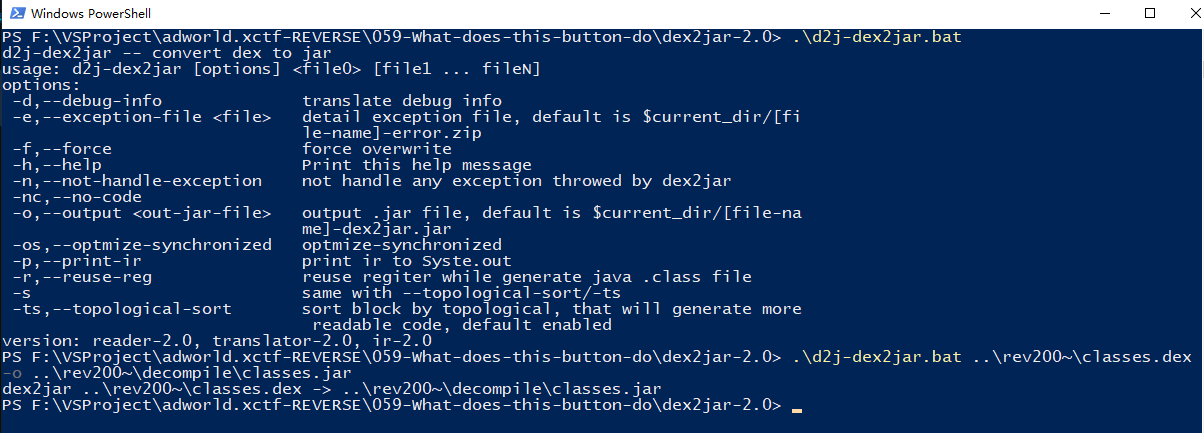 Windows PowerShell
PS F:\VSProject\adworld.xctf-REVERSE\059-What-does-this-button-do\dex2jar-2.0> .\d2j-dex2jar.bat
d2j-dex2jar -- convert dex to jar
usage: d2j-dex2jar [options] <file0> [file1 ... fileN]
options:
-d,--debug-info translate debug info
-e,--exception-file <file> detail exception file, default is $current_dir/[fi
le-name]-error.zip
-f,--force force overwrite
-h,--help Print this help message
-n,--not-handle-exception not handle any exception throwed by dex2jar
-nc,--no-code
-o,--output <out-jar-file> output .jar file, default is $current_dir/[file-na
me]-dex2jar.jar
-os,--optmize-synchronized optmize-synchronized
-p,--print-ir print ir to Syste.out
-r,--reuse-reg reuse regiter while generate java .class file
-s same with --topological-sort/-ts
-ts,--topological-sort sort block by topological, that will generate more
readable code, default enabled
version: reader-2.0, translator-2.0, ir-2.0
PS F:\VSProject\adworld.xctf-REVERSE\059-What-does-this-button-do\dex2jar-2.0> .\d2j-dex2jar.bat ..\rev200~\classes.dex
-o ..\rev200~\decompile\classes.jar
dex2jar ..\rev200~\classes.dex -> ..\rev200~\decompile\classes.jar
PS F:\VSProject\adworld.xctf-REVERSE\059-What-does-this-button-do\dex2jar-2.0>